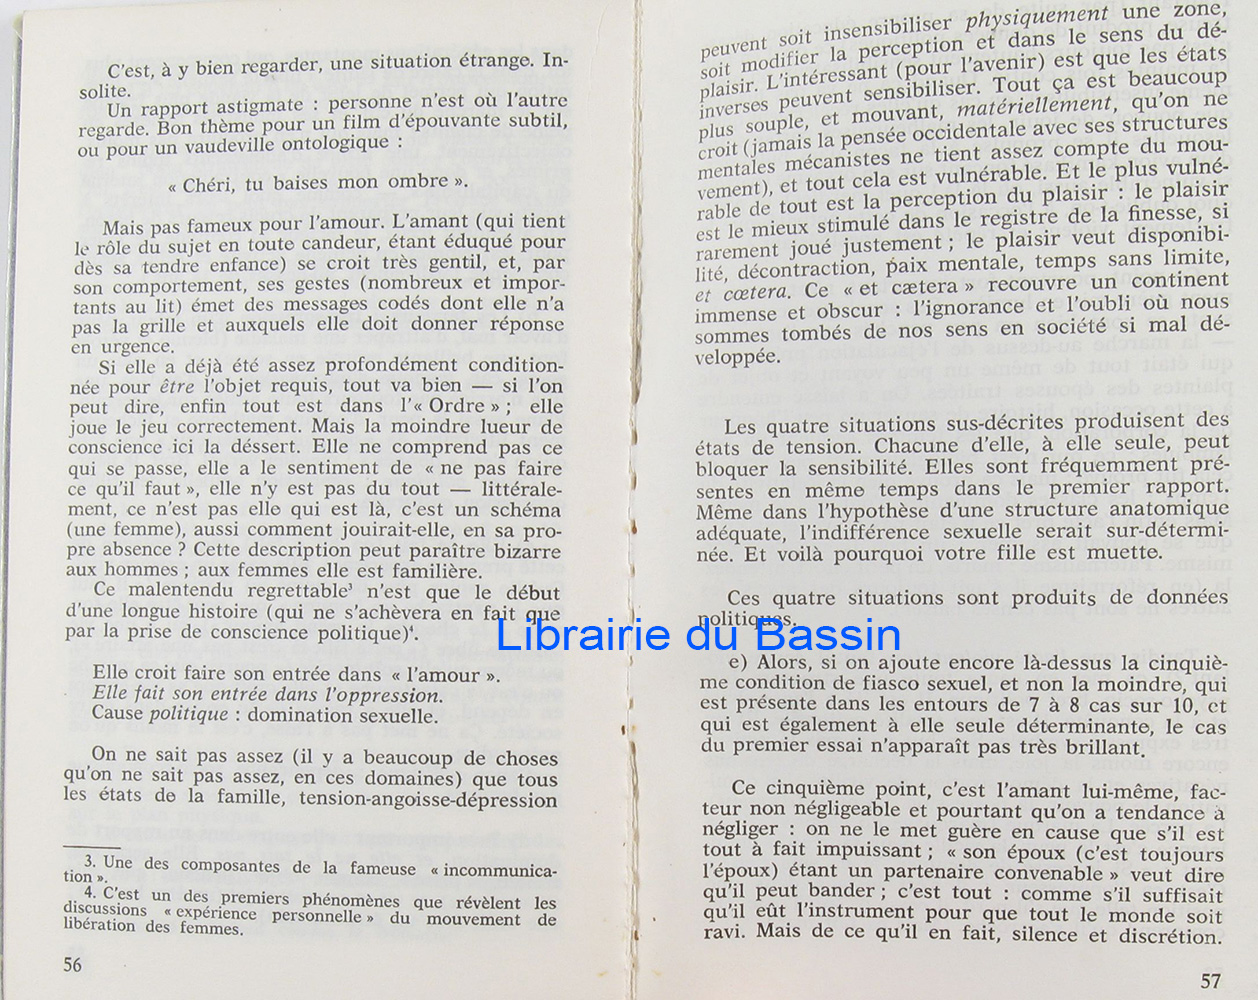 C'est, à y bien regarder, une situation étrange. In-
solite.
Un rapport astigmate : personne n'est où l'autre
regarde. Bon thème pour un film d'épouvante subtil,
ou pour un vaudeville ontologique :
« Chéri, tu baises mon ombre ».
Mais pas fameux pour l'amour. L'amant (qui tient
le rôle du sujet en toute candeur, étant éduqué pour
dès sa tendre enfance) se croit très gentil, et, par
son comportement, ses gestes (nombreux et impor-
tants au lit) émet des messages codés dont elle n'a
pas la grille et auxquels elle doit donner réponse
en urgence.
Si elle a déjà été assez profondément condition-
née pour être l'objet requis, tout va bien — si l'on
peut dire, enfin tout est dans l'« Ordre » ; elle
joue le jeu correctement. Mais la moindre lueur de
conscience ici la déssert. Elle ne comprend pas ce
qui se passe, elle a le sentiment de « ne pas faire
ce qu'il faut », elle n'y est pas du tout — littérale-
ment, ce n'est pas elle qui est là, c'est un schéma
(une femme), aussi comment jouirait-elle, en sa pro-
pre absence ? Cette description peut paraître bizarre
aux hommes ; aux femmes elle est familière.
Ce malentendu regrettable³ n'est que le début
d'une longue histoire (qui ne s'achèvera en fait que
par la prise de conscience politique)⁴.
Elle croit faire son entrée dans « l'amour ».
Elle fait son entrée dans l'oppression.
Cause politique : domination sexuelle.
On ne sait pas assez (il y a beaucoup de choses
qu'on ne sait pas assez, en ces domaines) que tous
les états de la famille, tension-angoisse-dépression
3. Une des composantes de la fameuse « incommunica-
tion ».
4. C'est un des premiers phénomènes que révèlent les
discussions « expérience personnelle » du mouvement de
libération des femmes.
56
peuvent soit insensibiliser physiquement une zone,
soit modifier la perception et dans le sens du dé-
plaisir. L'intéressant (pour l'avenir) est que les états
inverses peuvent sensibiliser. Tout ça est beaucoup
plus souple, et mouvant, matériellement, qu'on ne
croit (jamais la pensée occidentale avec ses structures
mentales mécanistes ne tient assez compte du mou-
vement), et tout cela est vulnérable. Et le plus vulné-
rable de tout est la perception du plaisir : le plaisir
est le mieux stimulé dans le registre de la finesse, si
rarement joué justement ; le plaisir veut disponibi-
lité, décontraction, paix mentale, temps sans limite,
et cœtera. Ce « et cætera » recouvre un continent
immense et obscur : l'ignorance et l'oubli où nous
sommes tombés de nos sens en société si mal dé-
veloppée.
Les quatre situations sus-décrites produisent des
états de tension. Chacune d'elle, à elle seule, peut
bloquer la sensibilité. Elles sont fréquemment pré-
sentes en même temps dans le premier rapport.
Même dans l'hypothèse d'une structure anatomique
adéquate, l'indifférence sexuelle serait sur-détermi-
née. Et voilà pourquoi votre fille est muette.
Ces quatre situations sont produits de données
politiques.
Librairie du Bassin
e) Alors, si on ajoute encore là-dessus la cinquiè-
me condition de fiasco sexuel, et non la moindre, qui
est présente dans les entours de 7 à 8 cas sur 10, et
qui est également à elle seule déterminante, le cas
du premier essai n'apparaît pas très brillant.
Ce cinquième point, c'est l'amant lui-même, fac-
teur non négligeable et pourtant qu'on a tendance à
négliger : on ne le met guère en cause que s'il est
tout à fait impuissant ; « son époux (c'est toujours
l'époux) étant un partenaire convenable » veut dire
qu'il peut bander ; c'est tout : comme s'il suffisait
qu'il eût l'instrument pour que tout le monde soit
ravi. Mais de ce qu'il en fait, silence et discrétion.
57